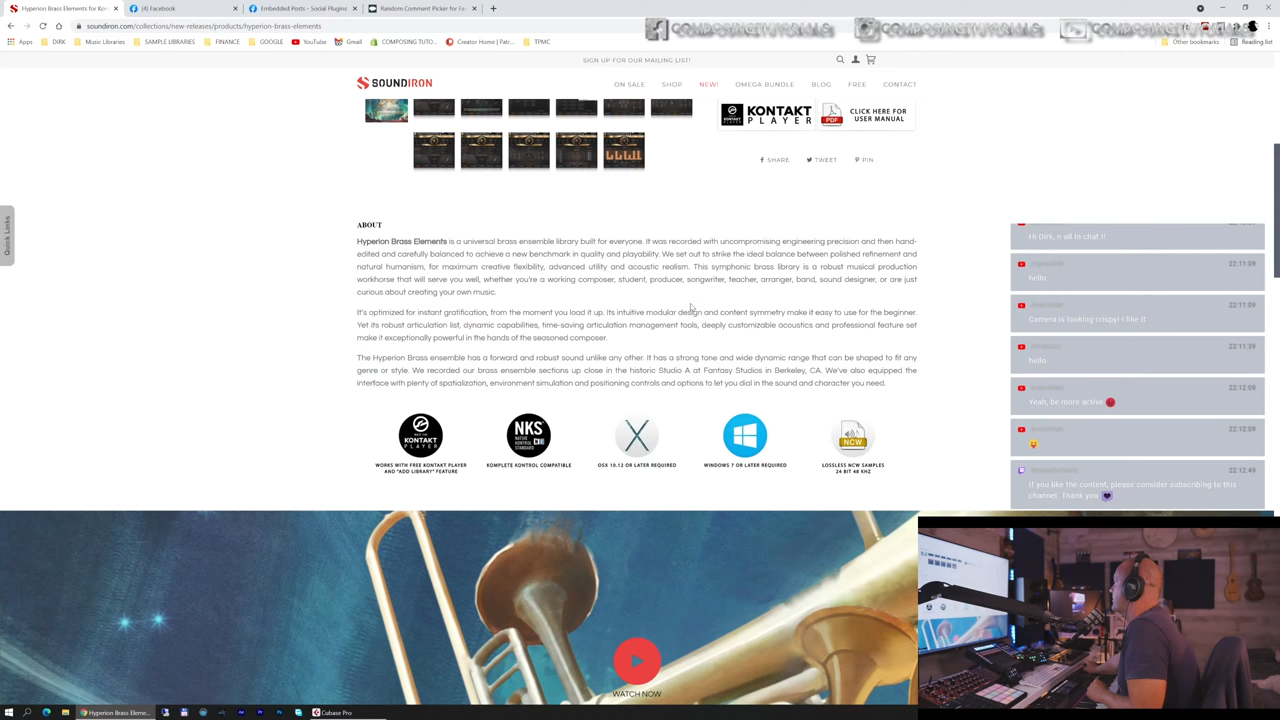 Hyperion Brass Elements for Kon
(4) Facebook
Embedded Posts - Social Plugins
Random Comment Picker for Fa
soundiron.com/collections/new-releases/products/hyperion-brass-elements
COMPOSINGTUTORIALS
COMPOSINGTUTORIALS
COMPOSINGTUTORIALS
Apps
DIRK
Music Libraries
SAMPLE LIBRARIES
FINANCE
GOOGLE
YouTube
Gmail
COMPOSING TUTO...
Creator Home | Patr...
TPMC
Other bookmarks
Reading list
SIGN UP FOR OUR MAILING LIST!
SOUNDIRON
ON SALE
SHOP
NEW!
OMEGA BUNDLE
BLOG
FREE
CONTACT
KONTAKT
PLAYER
PDF
CLICK HERE FOR
USER MANUAL
SHARE
TWEET
PIN
Quick Links
ABOUT
Hyperion Brass Elements is a universal brass ensemble library built for everyone. It was recorded with uncompromising engineering precision and then hand-
edited and carefully balanced to achieve a new benchmark in quality and playability. We set out to strike the ideal balance between polished refinement and
natural humanism, for maximum creative flexibility, advanced utility and acoustic realism. This symphonic brass library is a robust musical production
workhorse that will serve you well, whether you're a working composer, student, producer, songwriter, teacher, arranger, band, sound designer, or are just
curious about creating your own music.
It's optimized for instant gratification, from the moment you load it up. Its intuitive modular design and content symmetry make it easy to use for the beginner.
Yet its robust articulation list, dynamic capabilities, time-saving articulation management tools, deeply customizable acoustics and professional feature set
make it exceptionally powerful in the hands of the seasoned composer.
The Hyperion Brass ensemble has a forward and robust sound unlike any other. It has a strong tone and wide dynamic range that can be shaped to fit any
genre or style. We recorded our brass ensemble sections up close in the historic Studio A at Fantasy Studios in Berkeley, CA. We've also equipped the
interface with plenty of spatialization, environment simulation and positioning controls and options to let you dial in the sound and character you need.
KONTAKT
PLAYER
NKS
NATIVE
KONTROL
STANDARD
NCW
WORKS WITH FREE KONTAKT PLAYER
AND "ADD LIBRARY" FEATURE
KOMPLETE KONTROL COMPATIBLE
OSX 10.12 OR LATER REQUIRED
WINDOWS 7 OR LATER REQUIRED
LOSSLESS NCW SAMPLES
24 BIT 48 KHZ
WATCH NOW
Hi Dirk, n all in chat !!
22:11:09
hello
22:11:09
Camera is looking crispy! I like it
22:11:39
hello
22:12:09
Yeah, be more active
22:12:09
22:12:49
If you like the content, please consider subscribing to this
channel. Thank you
Hyperion Brass Eleme...
Cubase Pro